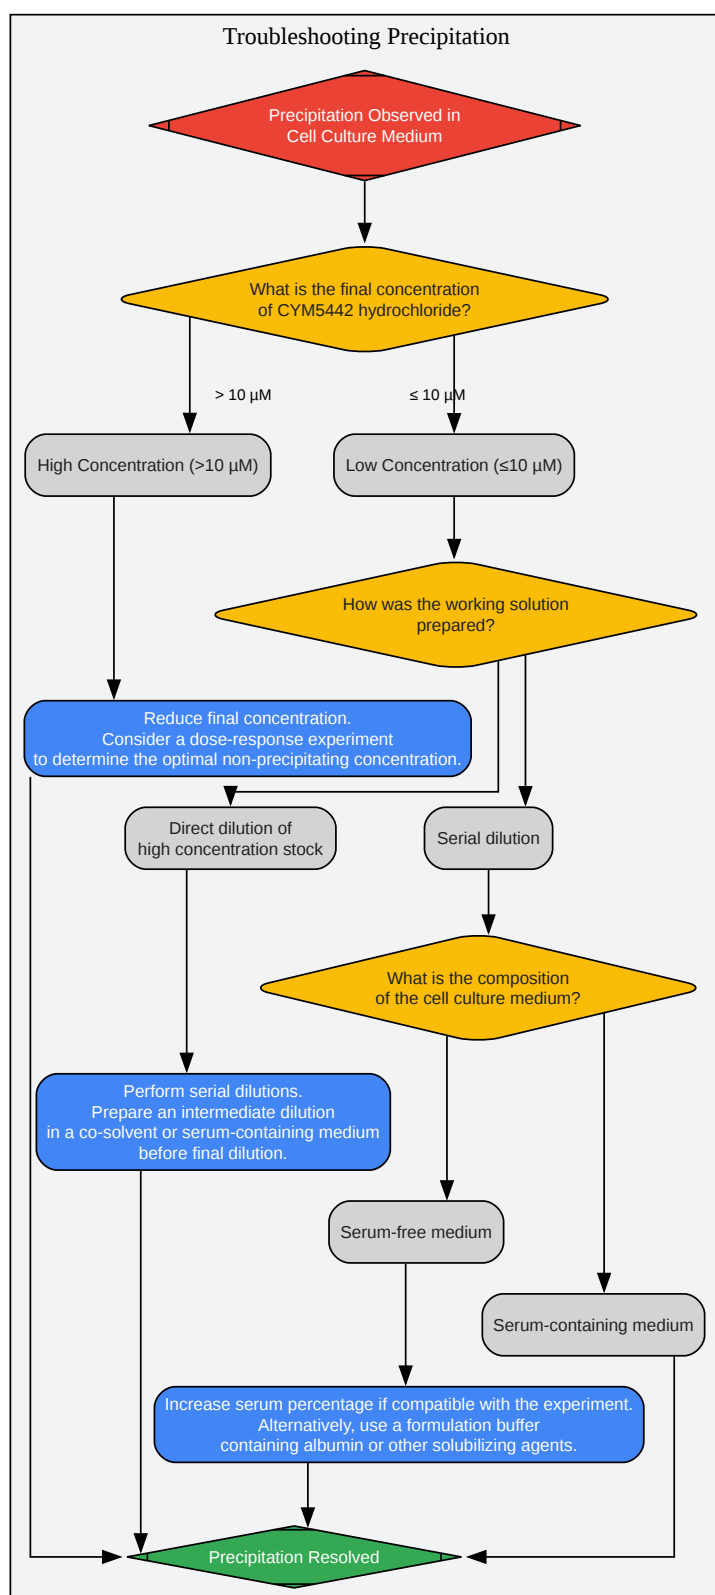 Troubleshooting Precipitation
Precipitation Observed in
Cell Culture Medium
What is the final concentration
of CYM5442 hydrochloride?
> 10 µM
≤ 10 µM
High Concentration (>10 µM)
Low Concentration (≤10 µM)
How was the working solution
prepared?
Reduce final concentration.
Consider a dose-response experiment
to determine the optimal non-precipitating concentration.
Direct dilution of
high concentration stock
Serial dilution
What is the composition
of the cell culture medium?
Perform serial dilutions.
Prepare an intermediate dilution
in a co-solvent or serum-containing medium
before final dilution.
Serum-free medium
Serum-containing medium
Increase serum percentage if compatible with the experiment.
Alternatively, use a formulation buffer
containing albumin or other solubilizing agents.
Precipitation Resolved